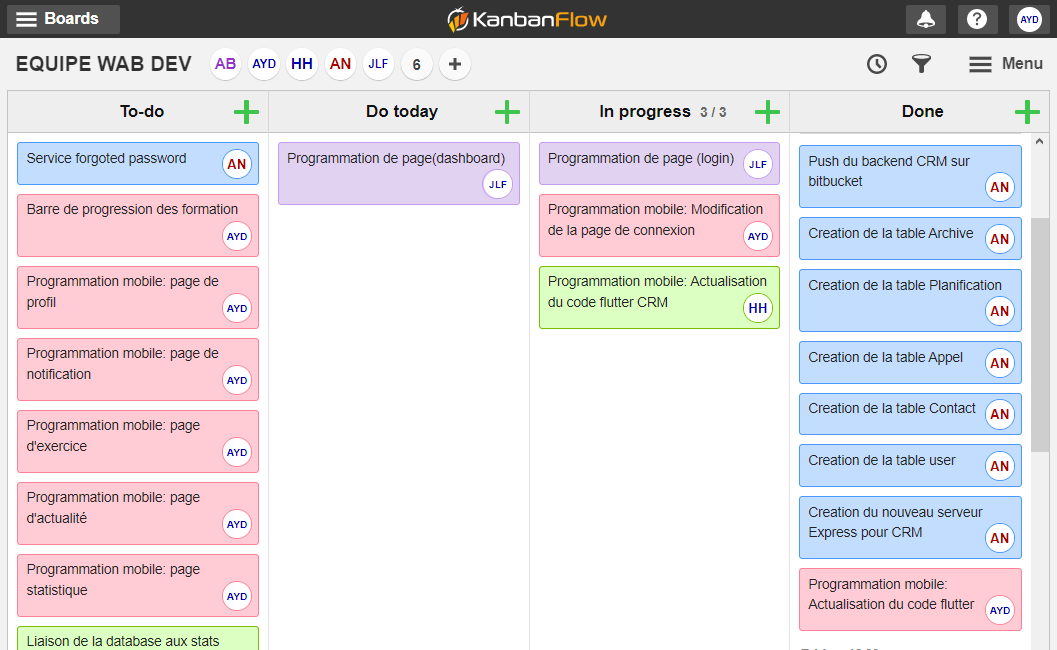 Boards
KanbanFlow
AYD
EQUIPE WAB DEV
AB
AYD
HH
AN
JLF
6
Menu
To-do
Service forgoted password
AN
Barre de progression des formation
AYD
Programmation mobile: page de
profil
AYD
Programmation mobile: page de
notification
AYD
Programmation mobile: page
d'exercice
AYD
Programmation mobile: page
d'actualité
AYD
Programmation mobile: page
statistique
AYD
Liaison de la database aux stats
Do today
Programmation de page(dashboard)
JLF
In progress 3 / 3
Programmation de page (login)
JLF
Programmation mobile: Modification
de la page de connexion
AYD
Programmation mobile: Actualisation
du code flutter CRM
HH
Done
Push du backend CRM sur
bitbucket
AN
Creation de la table Archive
AN
Creation de la table Planification
AN
Creation de la table Appel
AN
Creation de la table Contact
AN
Creation de la table user
AN
Creation du nouveau serveur
Express pour CRM
AN
Programmation mobile:
Actualisation du code flutter
AYD